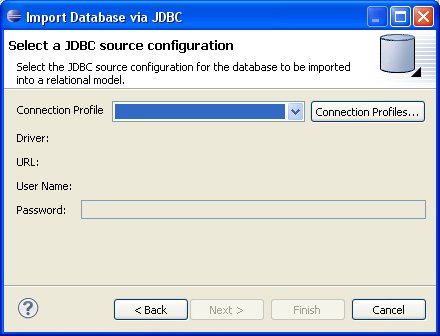 Import Database via JDBC
Select a JDBC source configuration
Select the JDBC source configuration for the database to be imported
into a relational model.
Connection Profile
Connection Profiles...
Driver:
URL:
User Name:
Password:
?
< Back
Next >
Finish
Cancel